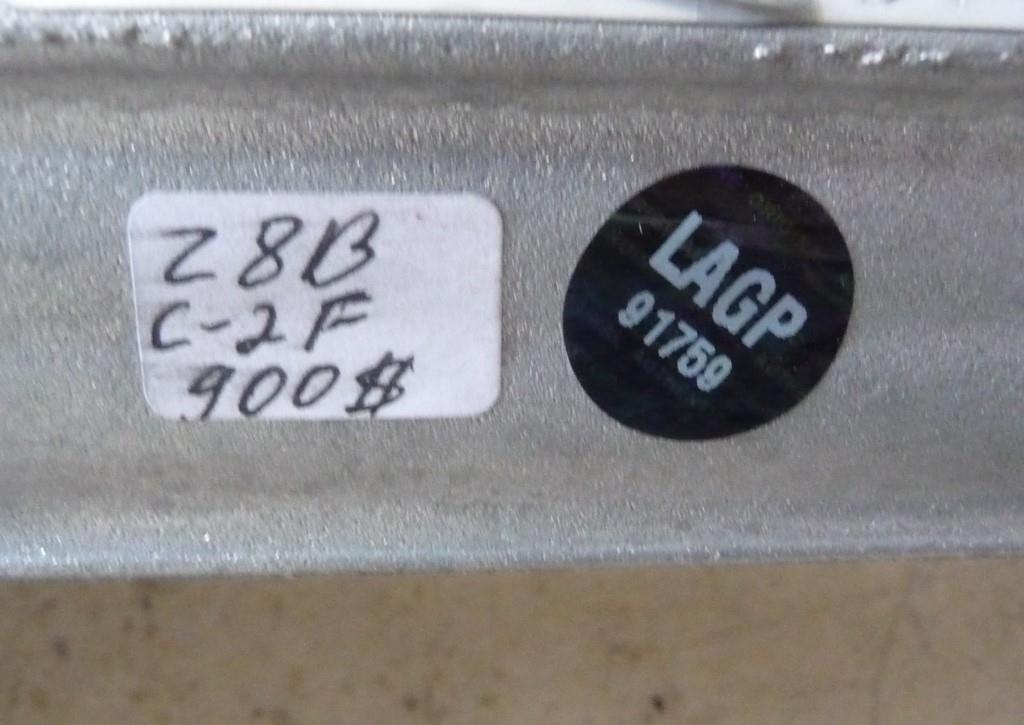 Z8B
C-2F
900$
LAGP
91759